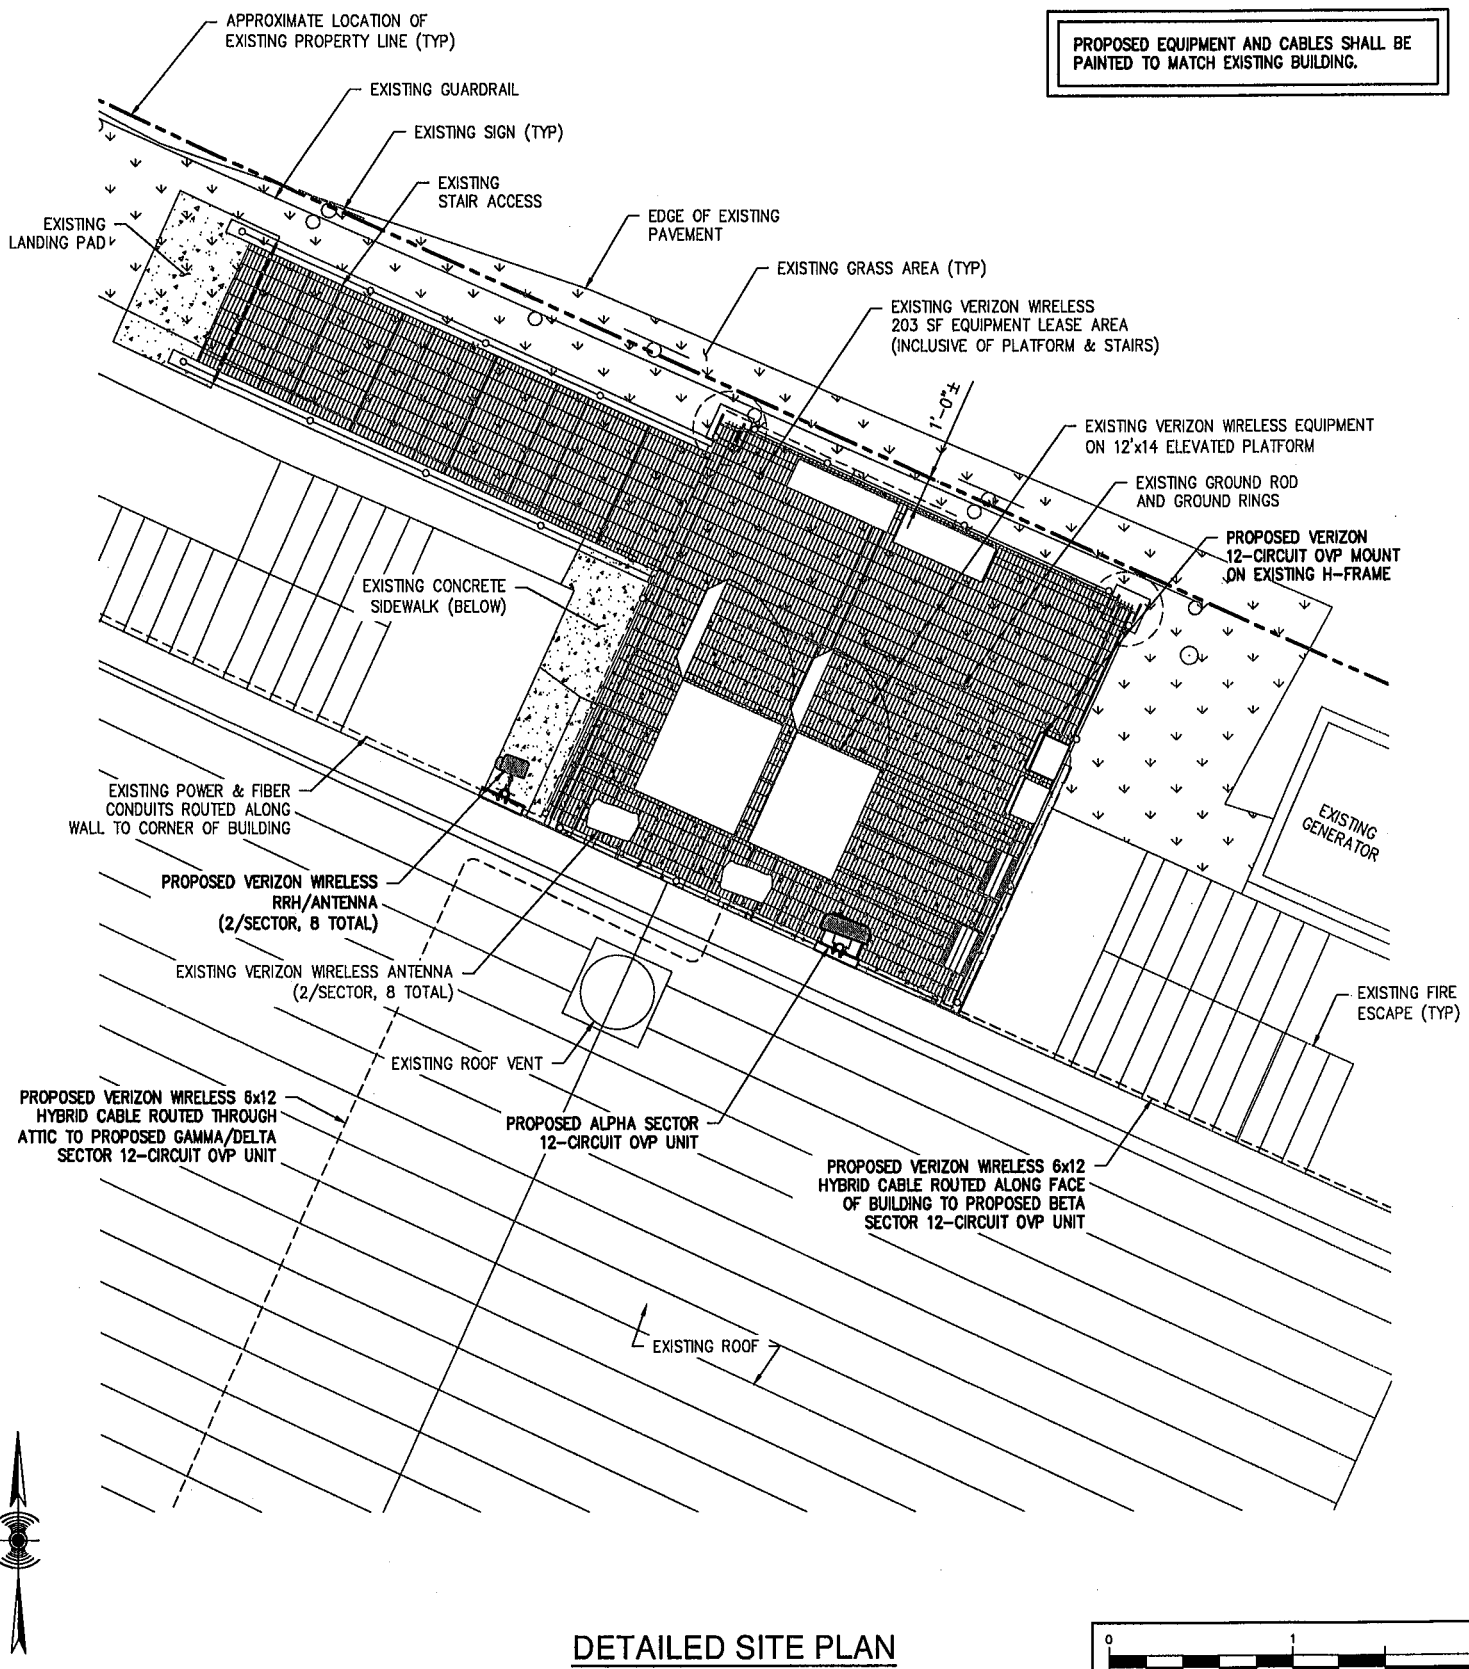 APPROXIMATE LOCATION OF
EXISTING PROPERTY LINE (TYP)
PROPOSED EQUIPMENT AND CABLES SHALL BE
PAINTED TO MATCH EXISTING BUILDING.
EXISTING GUARDRAIL
EXISTING SIGN (TYP)
EXISTING
STAIR ACCESS
EXISTING
LANDING PAD
EDGE OF EXISTING
PAVEMENT
EXISTING GRASS AREA (TYP)
EXISTING VERIZON WIRELESS
203 SF EQUIPMENT LEASE AREA
(INCLUSIVE OF PLATFORM & STAIRS)
1'-0"±
EXISTING VERIZON WIRELESS EQUIPMENT
ON 12'x14 ELEVATED PLATFORM
EXISTING GROUND ROD
AND GROUND RINGS
PROPOSED VERIZON
12-CIRCUIT OVP MOUNT
ON EXISTING H-FRAME
EXISTING CONCRETE
SIDEWALK (BELOW)
EXISTING POWER & FIBER
CONDUITS ROUTED ALONG
WALL TO CORNER OF BUILDING
EXISTING
GENERATOR
PROPOSED VERIZON WIRELESS
RRH/ANTENNA
(2/SECTOR, 8 TOTAL)
EXISTING VERIZON WIRELESS ANTENNA
(2/SECTOR, 8 TOTAL)
EXISTING FIRE
ESCAPE (TYP)
EXISTING ROOF VENT
PROPOSED VERIZON WIRELESS 6x12
HYBRID CABLE ROUTED THROUGH
ATTIC TO PROPOSED GAMMA/DELTA
SECTOR 12-CIRCUIT OVP UNIT
PROPOSED ALPHA SECTOR
12-CIRCUIT OVP UNIT
PROPOSED VERIZON WIRELESS 6x12
HYBRID CABLE ROUTED ALONG FACE
OF BUILDING TO PROPOSED BETA
SECTOR 12-CIRCUIT OVP UNIT
EXISTING ROOF
DETAILED SITE PLAN
0 1